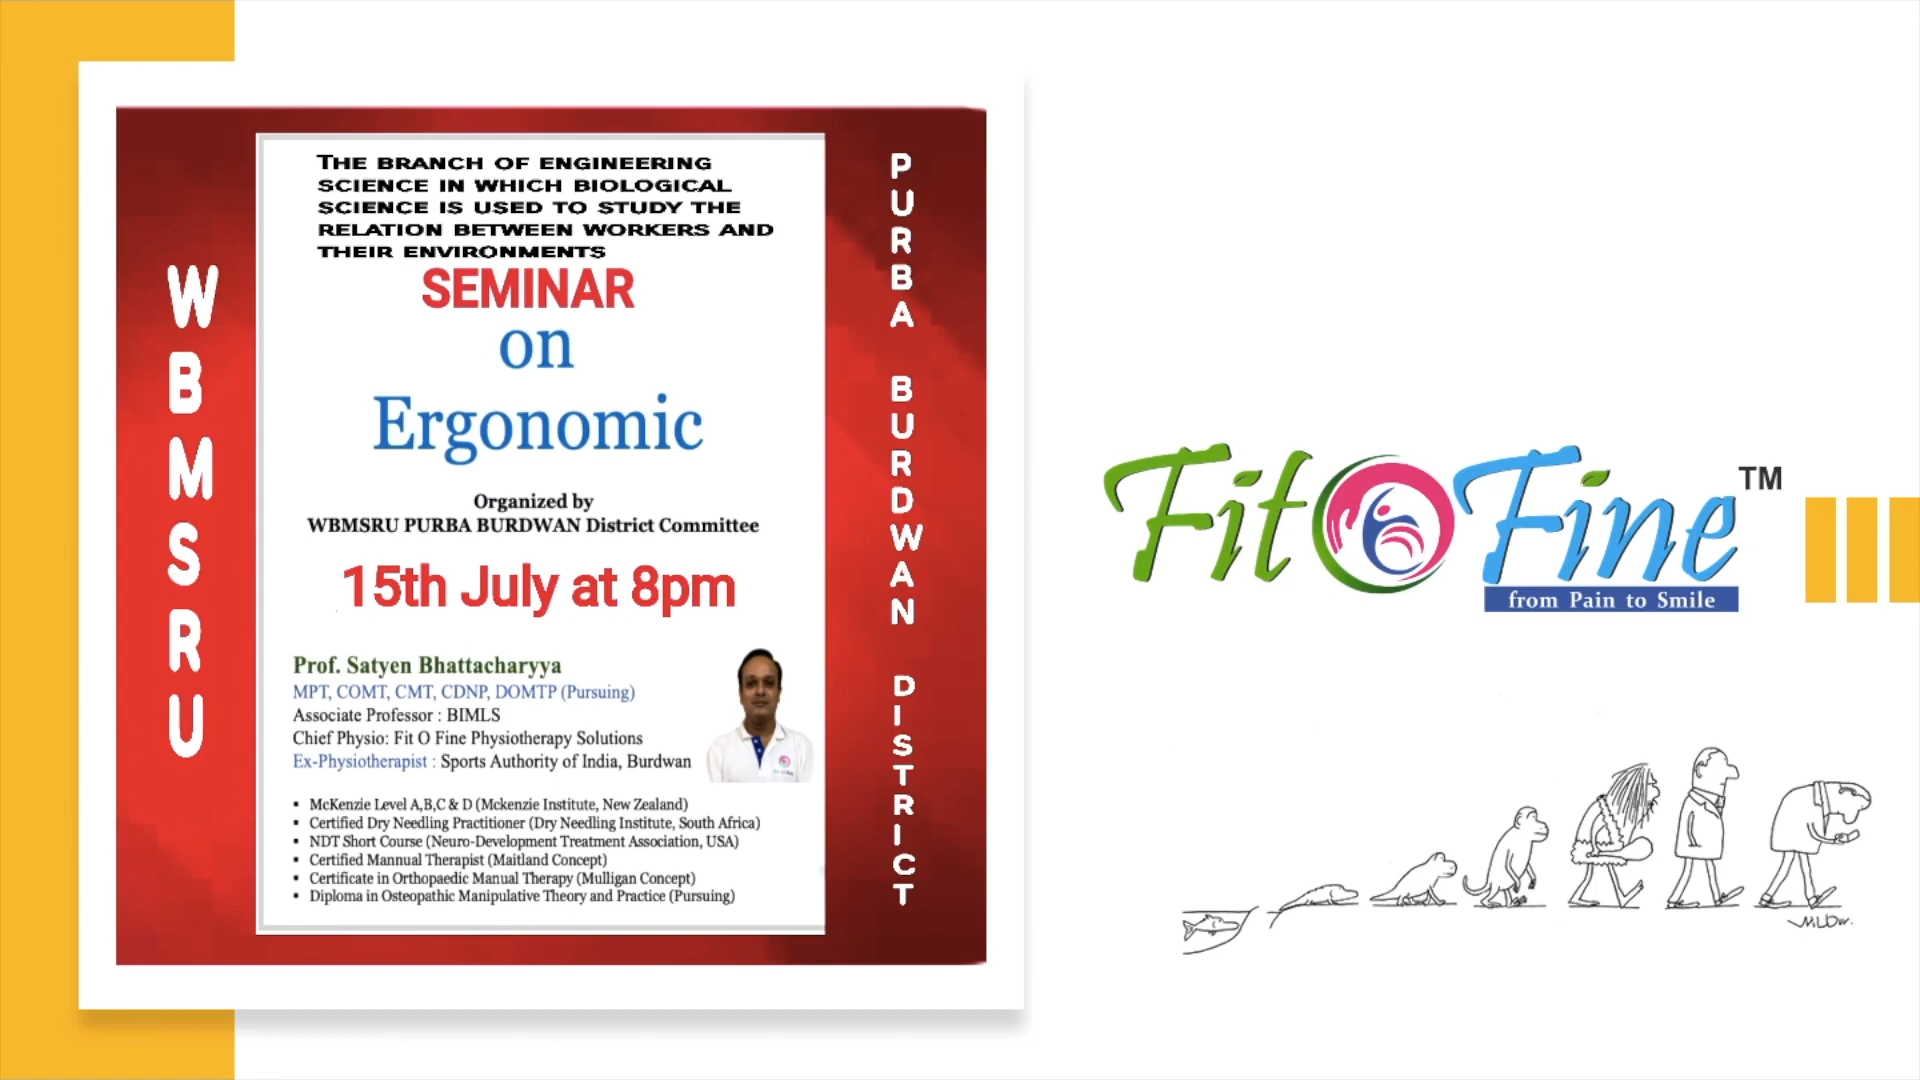 W
B
M
S
R
U
THE BRANCH OF ENGINEERING
SCIENCE IN WHICH BIOLOGICAL
SCIENCE IS USED TO STUDY THE
RELATION BETWEEN WORKERS AND
THEIR ENVIRONMENTS
SEMINAR
on
Ergonomic
Organized by
WBMSRU PURBA BURDWAN District Committee
15th July at 8pm
Prof. Satyen Bhattacharyya
MPT, COMT, CMT, CDNP, DOMTP (Pursuing)
Associate Professor : BIMLS
Chief Physio: Fit O Fine Physiotherapy Solutions
Ex-Physiotherapist : Sports Authority of India, Burdwan
▪ McKenzie Level A,B,C & D (Mckenzie Institute, New Zealand)
▪ Certified Dry Needling Practitioner (Dry Needling Institute, South Africa)
▪ NDT Short Course (Neuro-Development Treatment Association, USA)
▪ Certified Mannual Therapist (Maitland Concept)
▪ Certificate in Orthopaedic Manual Therapy (Mulligan Concept)
▪ Diploma in Osteopathic Manipulative Theory and Practice (Pursuing)
P
U
R
B
A
B
U
R
D
W
A
N
D
I
S
T
R
I
C
T
Fit O Fine TM
from Pain to Smile